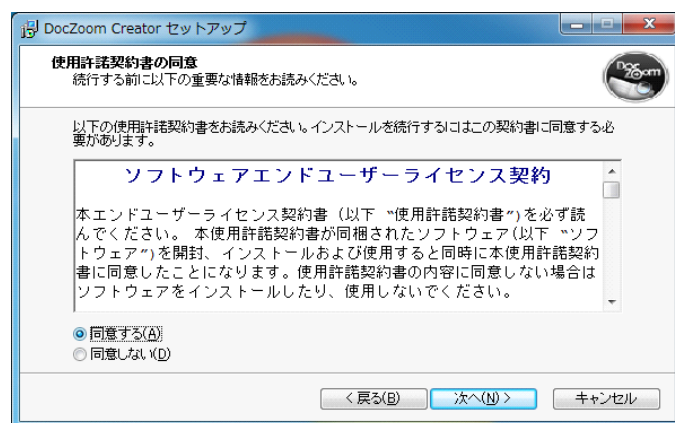 DocZoom Creator セットアップ
使用許諾契約書の同意
続行する前に以下の重要な情報をお読みください。
Doc
Zoom
以下の使用許諾契約書をお読みください。インストールを続行するにはこの契約書に同意する必
要があります。
ソフトウェアエンドユーザーライセンス契約
本エンドユーザーライセンス契約書（以下 “使用許諾契約書”)を必ず読
んでください。 本使用許諾契約書が同梱されたソフトウェア(以下 “ソフ
トウェア”)を開封、インストールおよび使用すると同時に本使用許諾契約
書に同意したことになります。使用許諾契約書の内容に同意しない場合は
ソフトウェアをインストールしたり、使用しないでください。
同意する(A)
同意しない(D)
< 戻る(B)
次へ(N) >
キャンセル